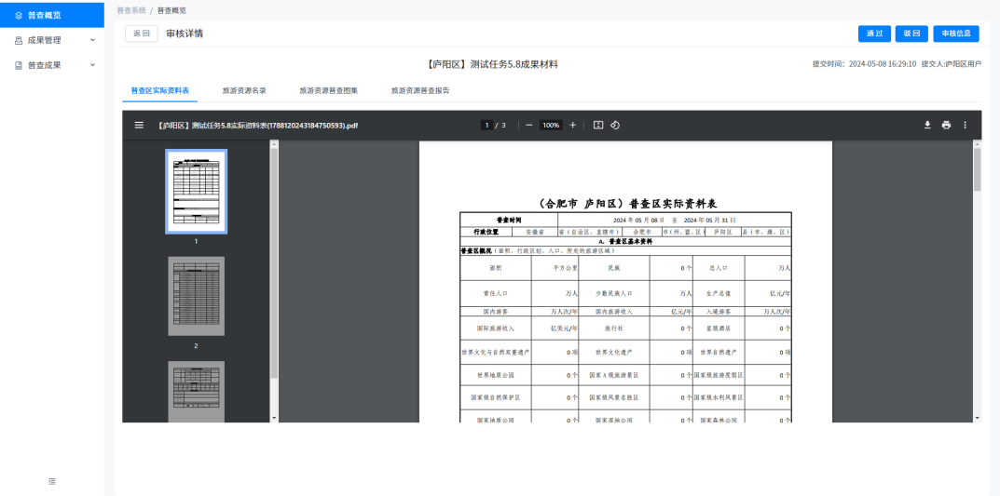 普查概览
成果管理
普查成果
普查系统 / 普查概览
返回 审核详情 通过 驳回 审核信息
【庐阳区】测试任务5.8成果材料 提交时间：2024-05-08 16:29:10 提交人:庐阳区用户
普查区实际资料表 旅游资源名录 旅游资源普查图集 旅游资源普查报告
【庐阳区】测试任务5.8实际资料表(1788120243184750593).pdf 1 / 3 100%
1
2
（合肥市 庐阳区）普查区实际资料表
普查时间 2024 年 05 月 08 日 至 2024 年 05 月 31 日
行政位置 安徽省 省（自治区、直辖市） 合肥市 市(州、盟、区) 庐阳区 县（市、旗、区）
A、普查区基本资料
普查区概况（面积、行政区划、人口、所处的旅游区域）
面积 平方公里 民族 0 个 总人口 万人
常住人口 万人 少数民族人口 万人 生产总值 亿元/年
国内游客 万人次/年 国内旅游收入 亿元/年 入境游客 万人次/年
国际旅游收入 亿美元/年 旅行社 0 个 星级酒店 0 个
世界文化与自然双重遗产 0 项 世界文化遗产 0 项 世界自然遗产 0 项
世界地质公园 0 个 国家 A 级旅游景区 0 个 国家级旅游度假区 0 个
国家级自然保护区 0 个 国家级风景名胜区 0 个 国家级水利风景区 0 个
国家地质公园 0 个 国家湿地公园 0 个 国家森林公园 0 个